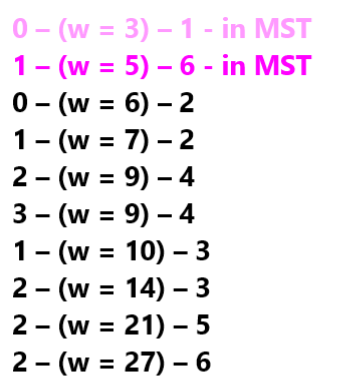 0 – (w = 3) – 1 - in MST
1 – (w = 5) – 6 - in MST
0 – (w = 6) – 2
1 – (w = 7) – 2
2 – (w = 9) – 4
3 – (w = 9) – 4
1 – (w = 10) – 3
2 – (w = 14) – 3
2 – (w = 21) – 5
2 – (w = 27) – 6